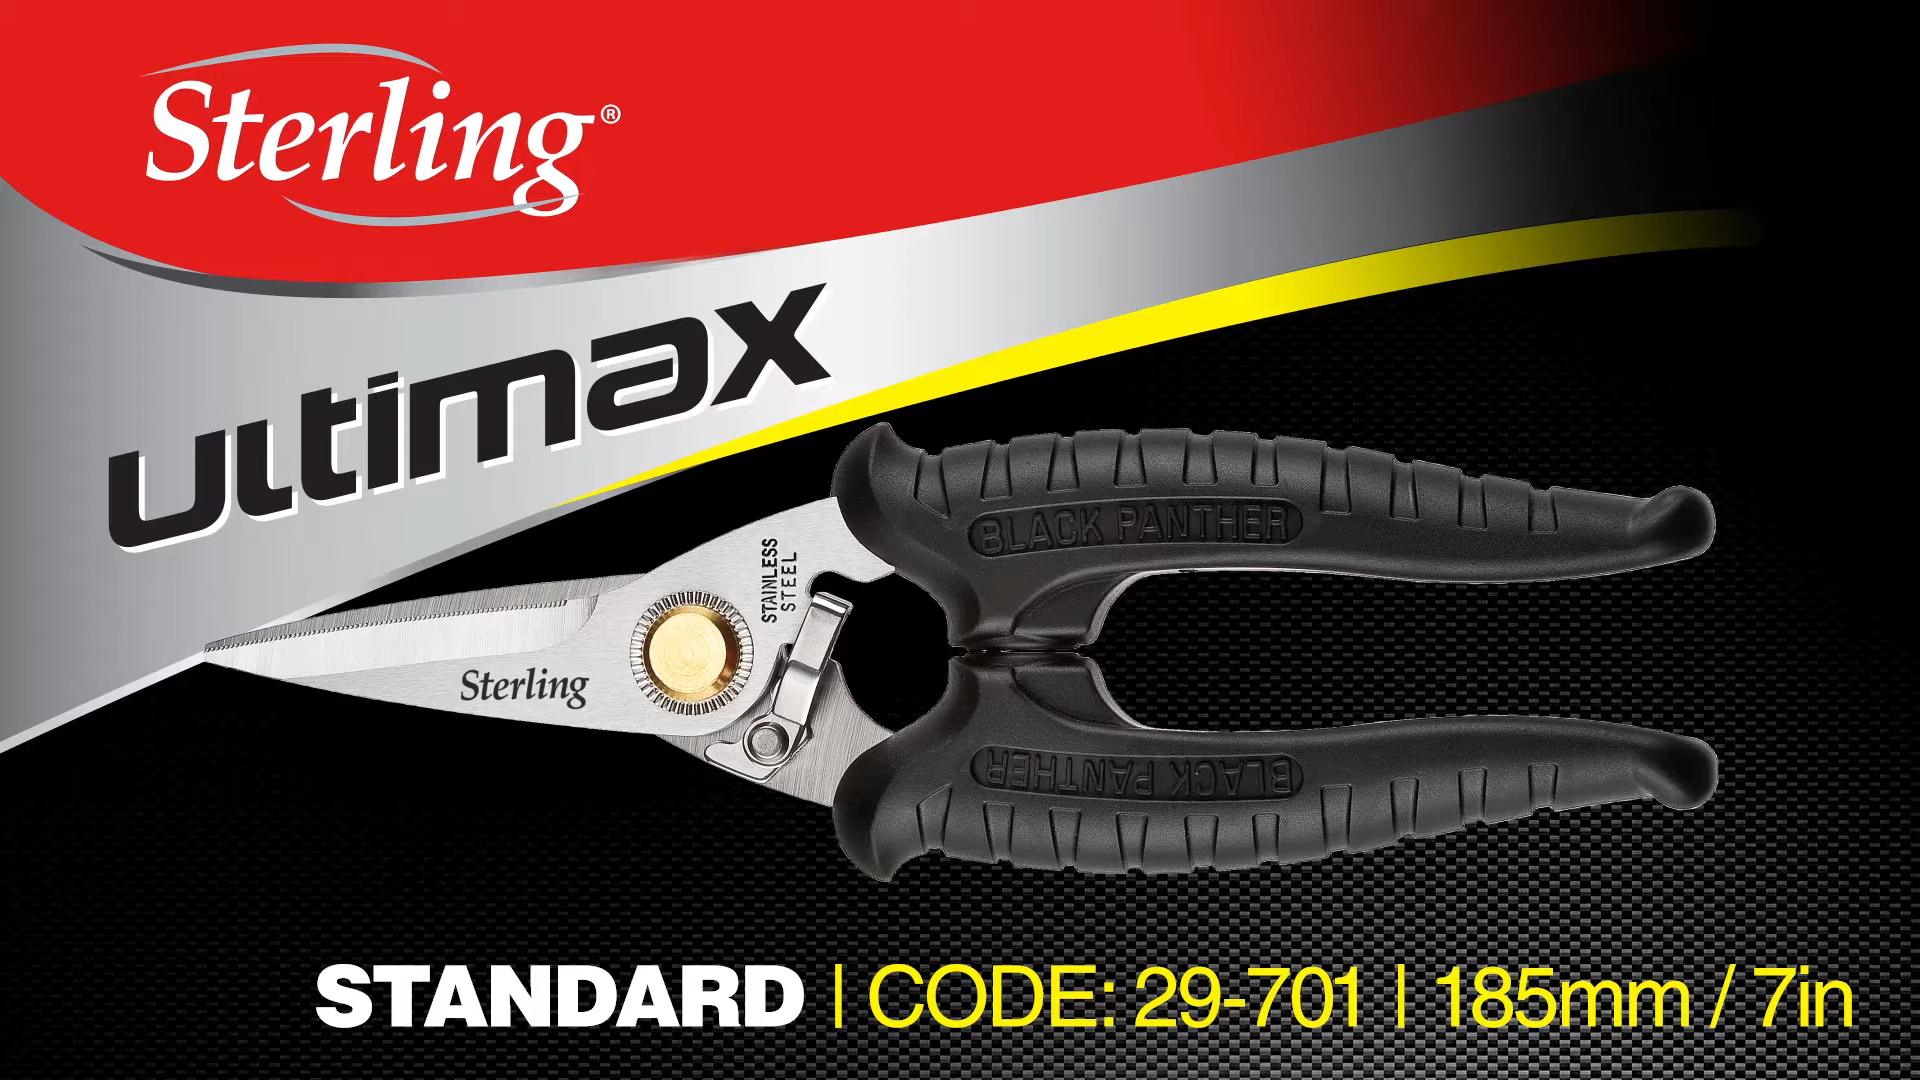 Sterling®
ultimax
BLACK PANTHER
STAINLESS
STEEL
Sterling
BLACK PANTHER
STANDARD | CODE: 29-701 | 185mm / 7in